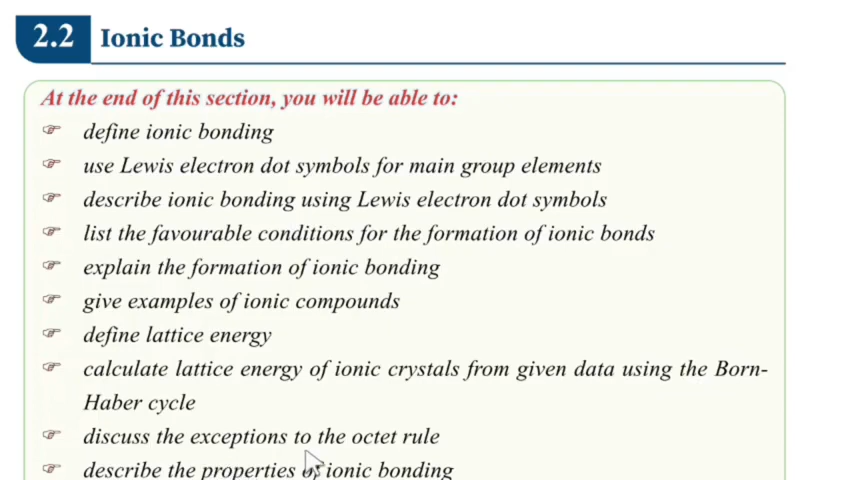 2.2 Ionic Bonds
At the end of this section, you will be able to:
☞ define ionic bonding
☞ use Lewis electron dot symbols for main group elements
☞ describe ionic bonding using Lewis electron dot symbols
☞ list the favourable conditions for the formation of ionic bonds
☞ explain the formation of ionic bonding
☞ give examples of ionic compounds
☞ define lattice energy
☞ calculate lattice energy of ionic crystals from given data using the Born-
Haber cycle
☞ discuss the exceptions to the octet rule
☞ describe the properties of ionic bonding